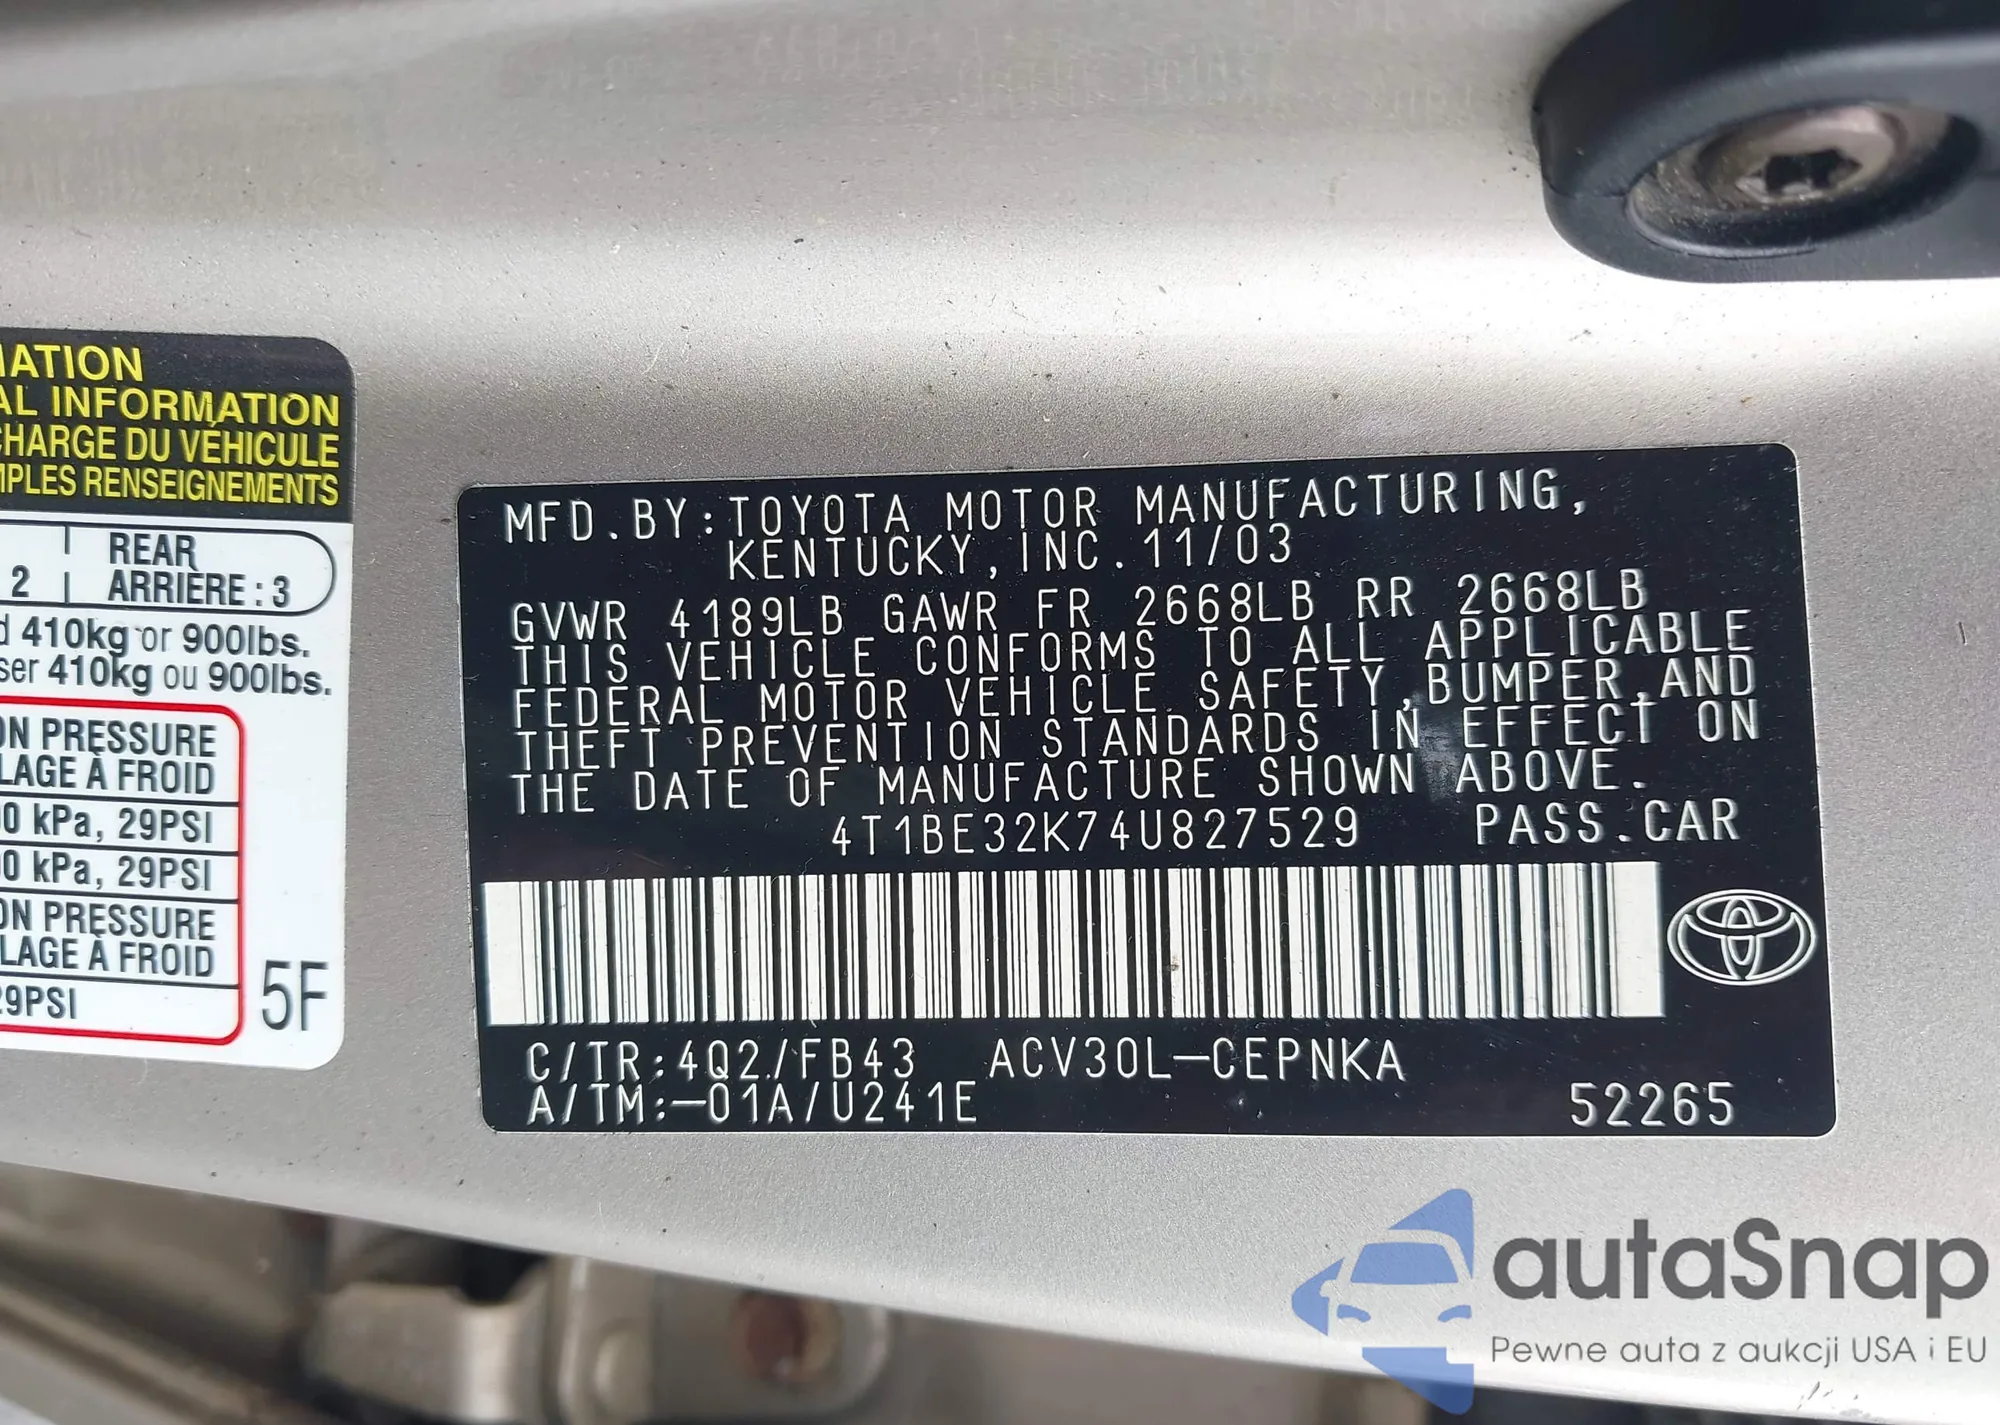 MATION
AL INFORMATION
CHARGE DU VÉHICULE
MPLES RENSEIGNEMENTS
2 | REAR
ARRIÈRE : 3
410kg or 900lbs.
ser 410kg ou 900lbs.
ON PRESSURE
LAGE À FROID
0 kPa, 29PSI
0 kPa, 29PSI
ON PRESSURE
LAGE À FROID
29PSI
5F
MFD.BY:TOYOTA MOTOR MANUFACTURING,
KENTUCKY,INC.11/03
GVWR 4189LB GAWR FR 2668LB RR 2668LB
THIS VEHICLE CONFORMS TO ALL APPLICABLE
FEDERAL MOTOR VEHICLE SAFETY,BUMPER,AND
THEFT PREVENTION STANDARDS IN EFFECT ON
THE DATE OF MANUFACTURE SHOWN ABOVE.
4T1BE32K74U827529 PASS.CAR
C/TR:4Q2/FB43 ACV30L-CEPNKA
A/TM:-01A/U241E 52265
autaSnap
Pewne auta z aukcji USA i EU